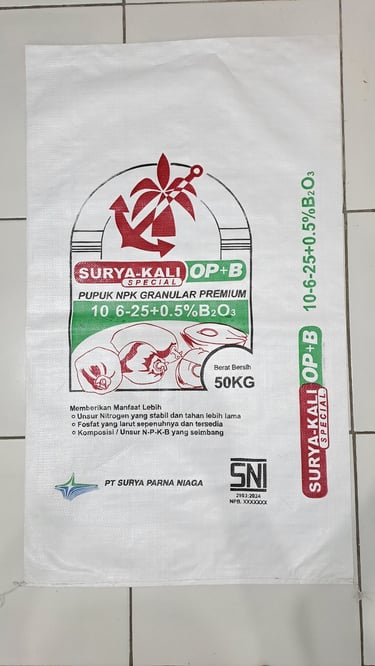 SURYA-KALI OP+B
SPECIAL
PUPUK NPK GRANULAR PREMIUM
10 6-25+0.5%B₂O₃
Berat Bersih
50KG
Memberikan Manfaat Lebih
Unsur Nitrogen yang stabil dan tahan lebih lama
Fosfat yang larut sepenuhnya dan tersedia
Komposisi / Unsur N-P-K-B yang seimbang
PT SURYA PARNA NIAGA
SNI
2803:2024
NPB. XXXXXXX
SURYA-KALI OP+B 10-6-25+0.5%B₂O₃
SPECIAL